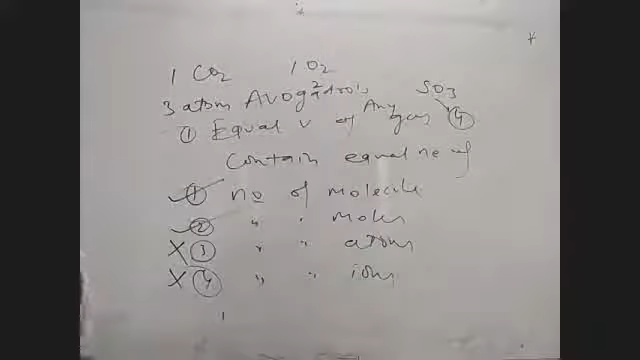 1 CO2 1 O2
3 atom Avogadro's 2 SO3
① Equal v of Any gas ④
Contain equal no of
① no of molecule
② " " moles
X ③ " " atoms
X ④ " " ions